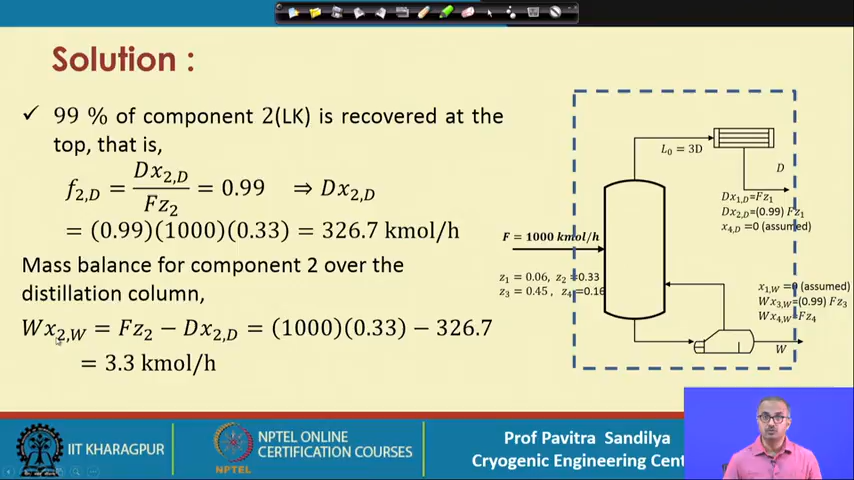 Solution :
✓ 99 % of component 2(LK) is recovered at the
top, that is,
f₂,D = Dx₂,D / Fz₂ = 0.99 ⇒ Dx₂,D
= (0.99)(1000)(0.33) = 326.7 kmol/h
Mass balance for component 2 over the
distillation column,
Wx₂,W = Fz₂ − Dx₂,D = (1000)(0.33) − 326.7
= 3.3 kmol/h
L₀ = 3D
D
Dx₁,D=Fz₁
Dx₂,D=(0.99) Fz₁
x₄,D =0 (assumed)
F = 1000 kmol/h
z₁ = 0.06, z₂ =0.33
z₃ = 0.45 , z₄ =0.16
x₁,W =0 (assumed)
Wx₃,W=(0.99) Fz₃
Wx₄,W=Fz₄
W
IIT KHARAGPUR
NPTEL
NPTEL ONLINE
CERTIFICATION COURSES
Prof Pavitra Sandilya
Cryogenic Engineering Cent